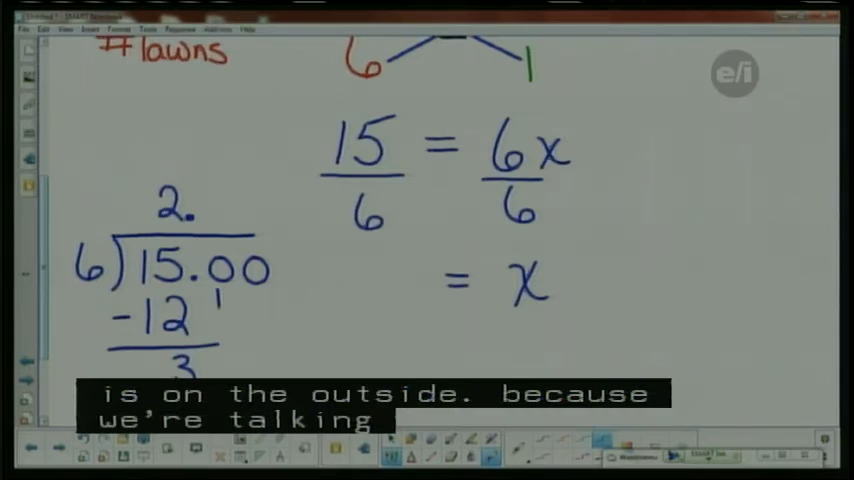 # lawns
6 1
15 = 6x
6 6
2.
6)15.00
-12
3
= x
e/i
is on the outside. because
we're talking